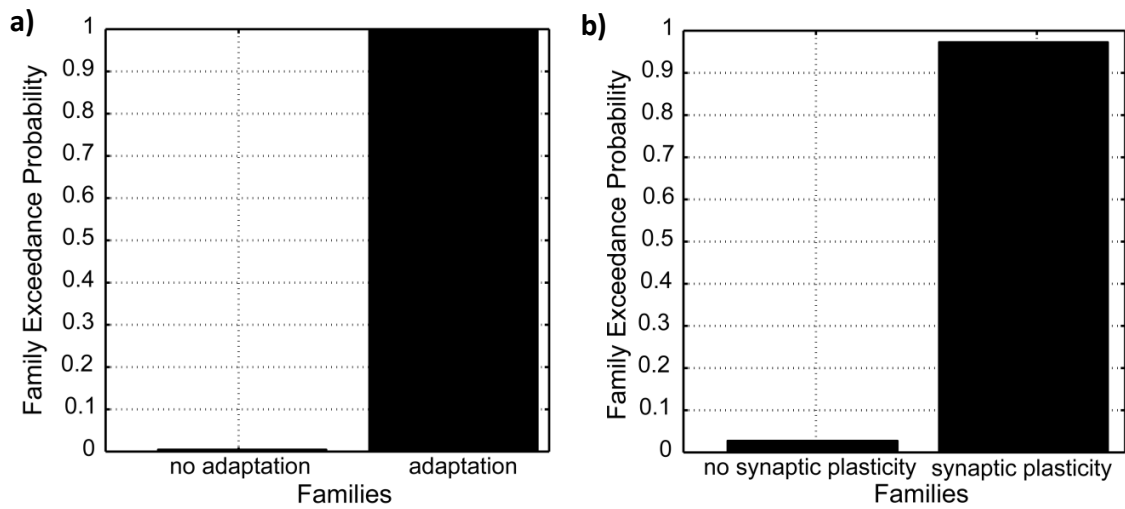 a)
Family Exceedance Probability
1
0.9
0.8
0.7
0.6
0.5
0.4
0.3
0.2
0.1
0
no adaptation adaptation
Families
b)
Family Exceedance Probability
1
0.9
0.8
0.7
0.6
0.5
0.4
0.3
0.2
0.1
0
no synaptic plasticity synaptic plasticity
Families